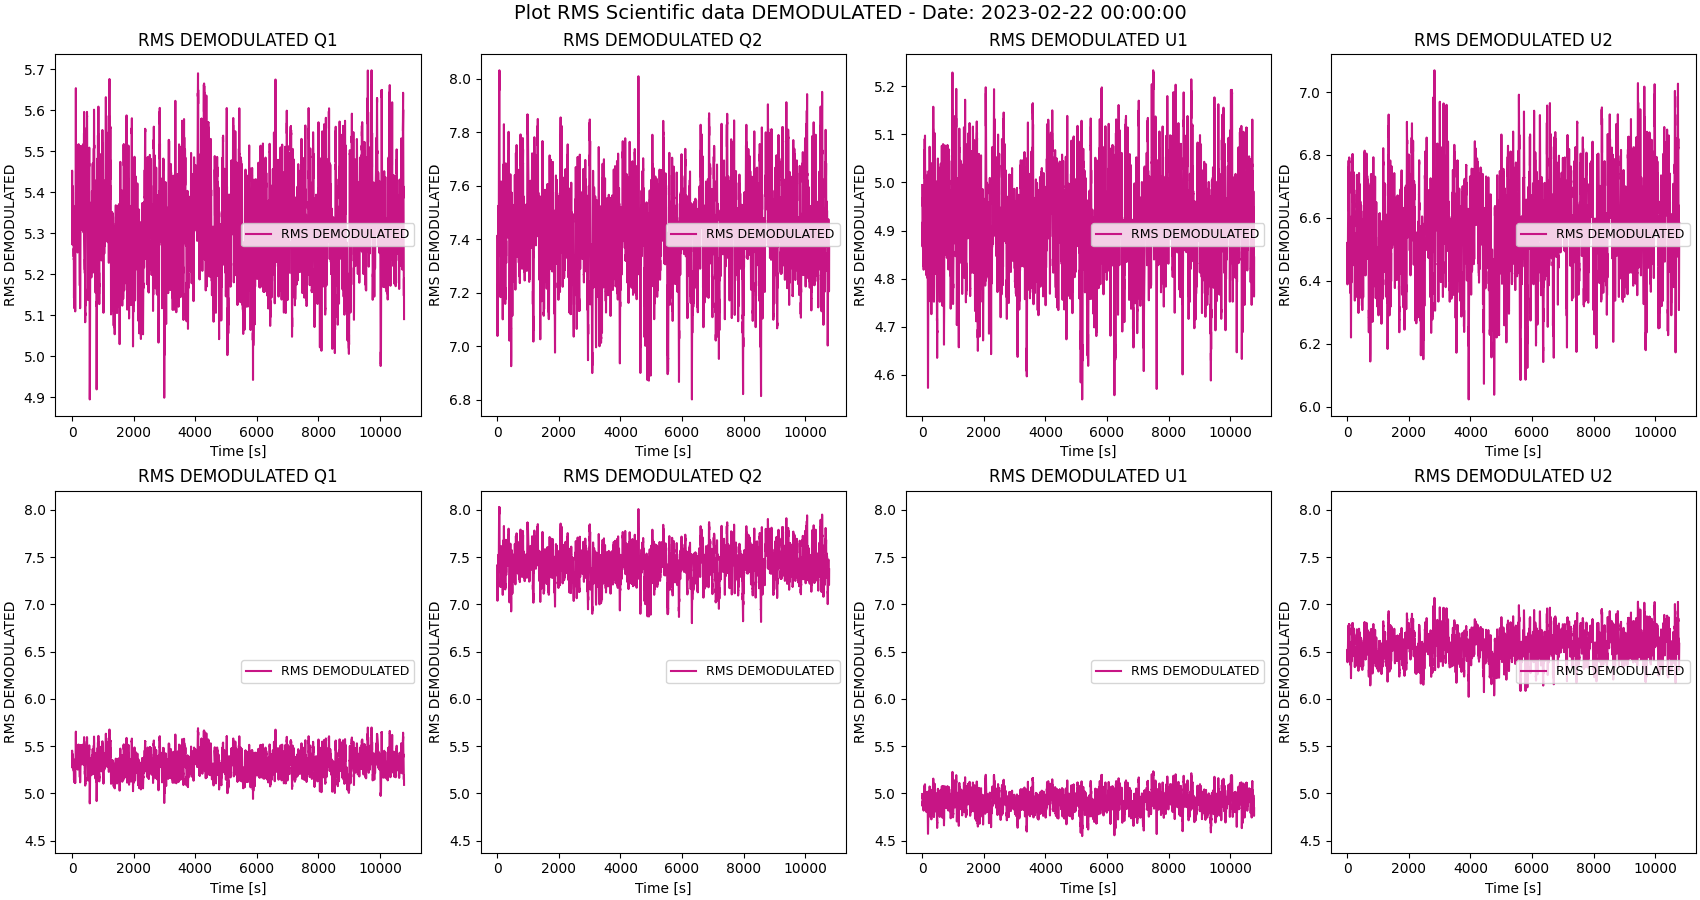 Plot RMS Scientific data DEMODULATED - Date: 2023-02-22 00:00:00
RMS DEMODULATED Q1
RMS DEMODULATED
5.7
5.6
5.5
5.4
5.3
5.2
5.1
5.0
4.9
RMS DEMODULATED
0 2000 4000 6000 8000 10000
Time [s]
RMS DEMODULATED Q2
RMS DEMODULATED
8.0
7.8
7.6
7.4
7.2
7.0
6.8
RMS DEMODULATED
0 2000 4000 6000 8000 10000
Time [s]
RMS DEMODULATED U1
RMS DEMODULATED
5.2
5.1
5.0
4.9
4.8
4.7
4.6
RMS DEMODULATED
0 2000 4000 6000 8000 10000
Time [s]
RMS DEMODULATED U2
RMS DEMODULATED
7.0
6.8
6.6
6.4
6.2
6.0
RMS DEMODULATED
0 2000 4000 6000 8000 10000
Time [s]
RMS DEMODULATED Q1
RMS DEMODULATED
8.0
7.5
7.0
6.5
6.0
5.5
5.0
4.5
RMS DEMODULATED
0 2000 4000 6000 8000 10000
Time [s]
RMS DEMODULATED Q2
RMS DEMODULATED
8.0
7.5
7.0
6.5
6.0
5.5
5.0
4.5
RMS DEMODULATED
0 2000 4000 6000 8000 10000
Time [s]
RMS DEMODULATED U1
RMS DEMODULATED
8.0
7.5
7.0
6.5
6.0
5.5
5.0
4.5
RMS DEMODULATED
0 2000 4000 6000 8000 10000
Time [s]
RMS DEMODULATED U2
RMS DEMODULATED
8.0
7.5
7.0
6.5
6.0
5.5
5.0
4.5
RMS DEMODULATED
0 2000 4000 6000 8000 10000
Time [s]